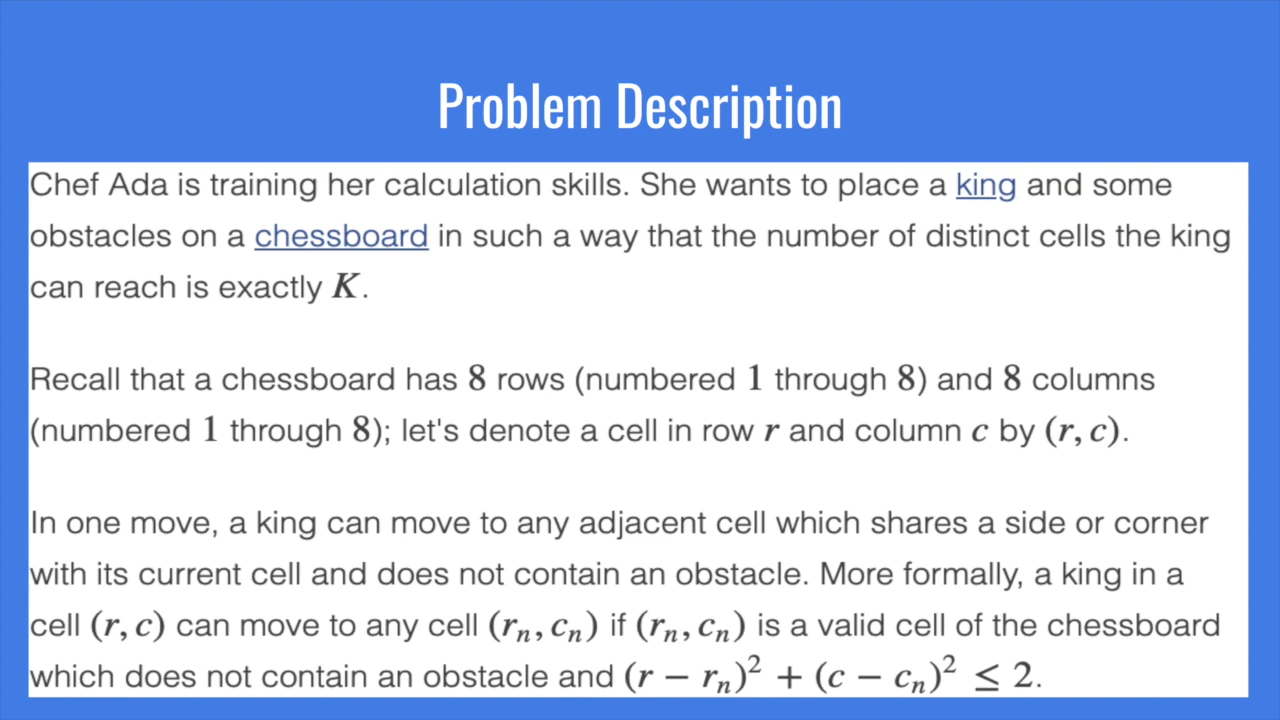 Problem Description
Chef Ada is training her calculation skills. She wants to place a king and some
obstacles on a chessboard in such a way that the number of distinct cells the king
can reach is exactly K.
Recall that a chessboard has 8 rows (numbered 1 through 8) and 8 columns
(numbered 1 through 8); let's denote a cell in row r and column c by (r, c).
In one move, a king can move to any adjacent cell which shares a side or corner
with its current cell and does not contain an obstacle. More formally, a king in a
cell (r, c) can move to any cell (rₙ, cₙ) if (rₙ, cₙ) is a valid cell of the chessboard
which does not contain an obstacle and (r − rₙ)² + (c − cₙ)² ≤ 2.